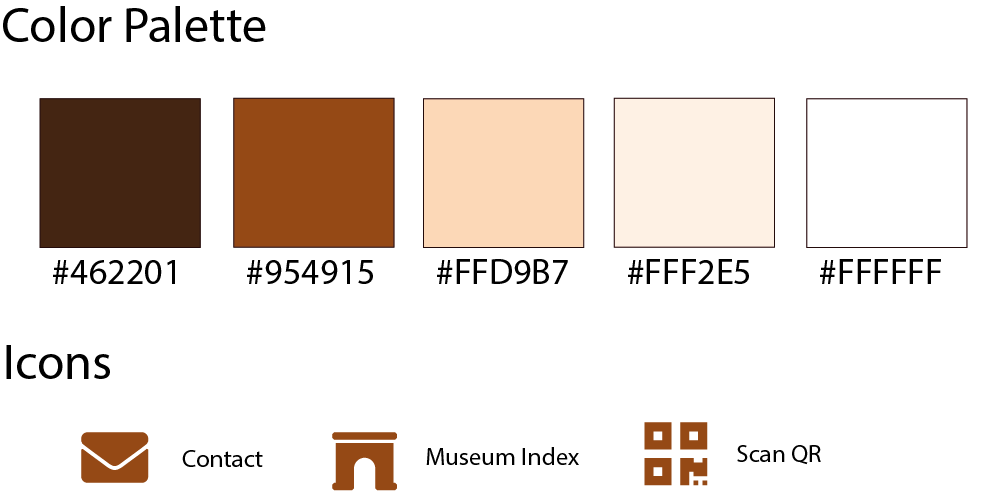 Color Palette
#462201 #954915 #FFD9B7 #FFF2E5 #FFFFFF
Icons
Contact Museum Index Scan QR